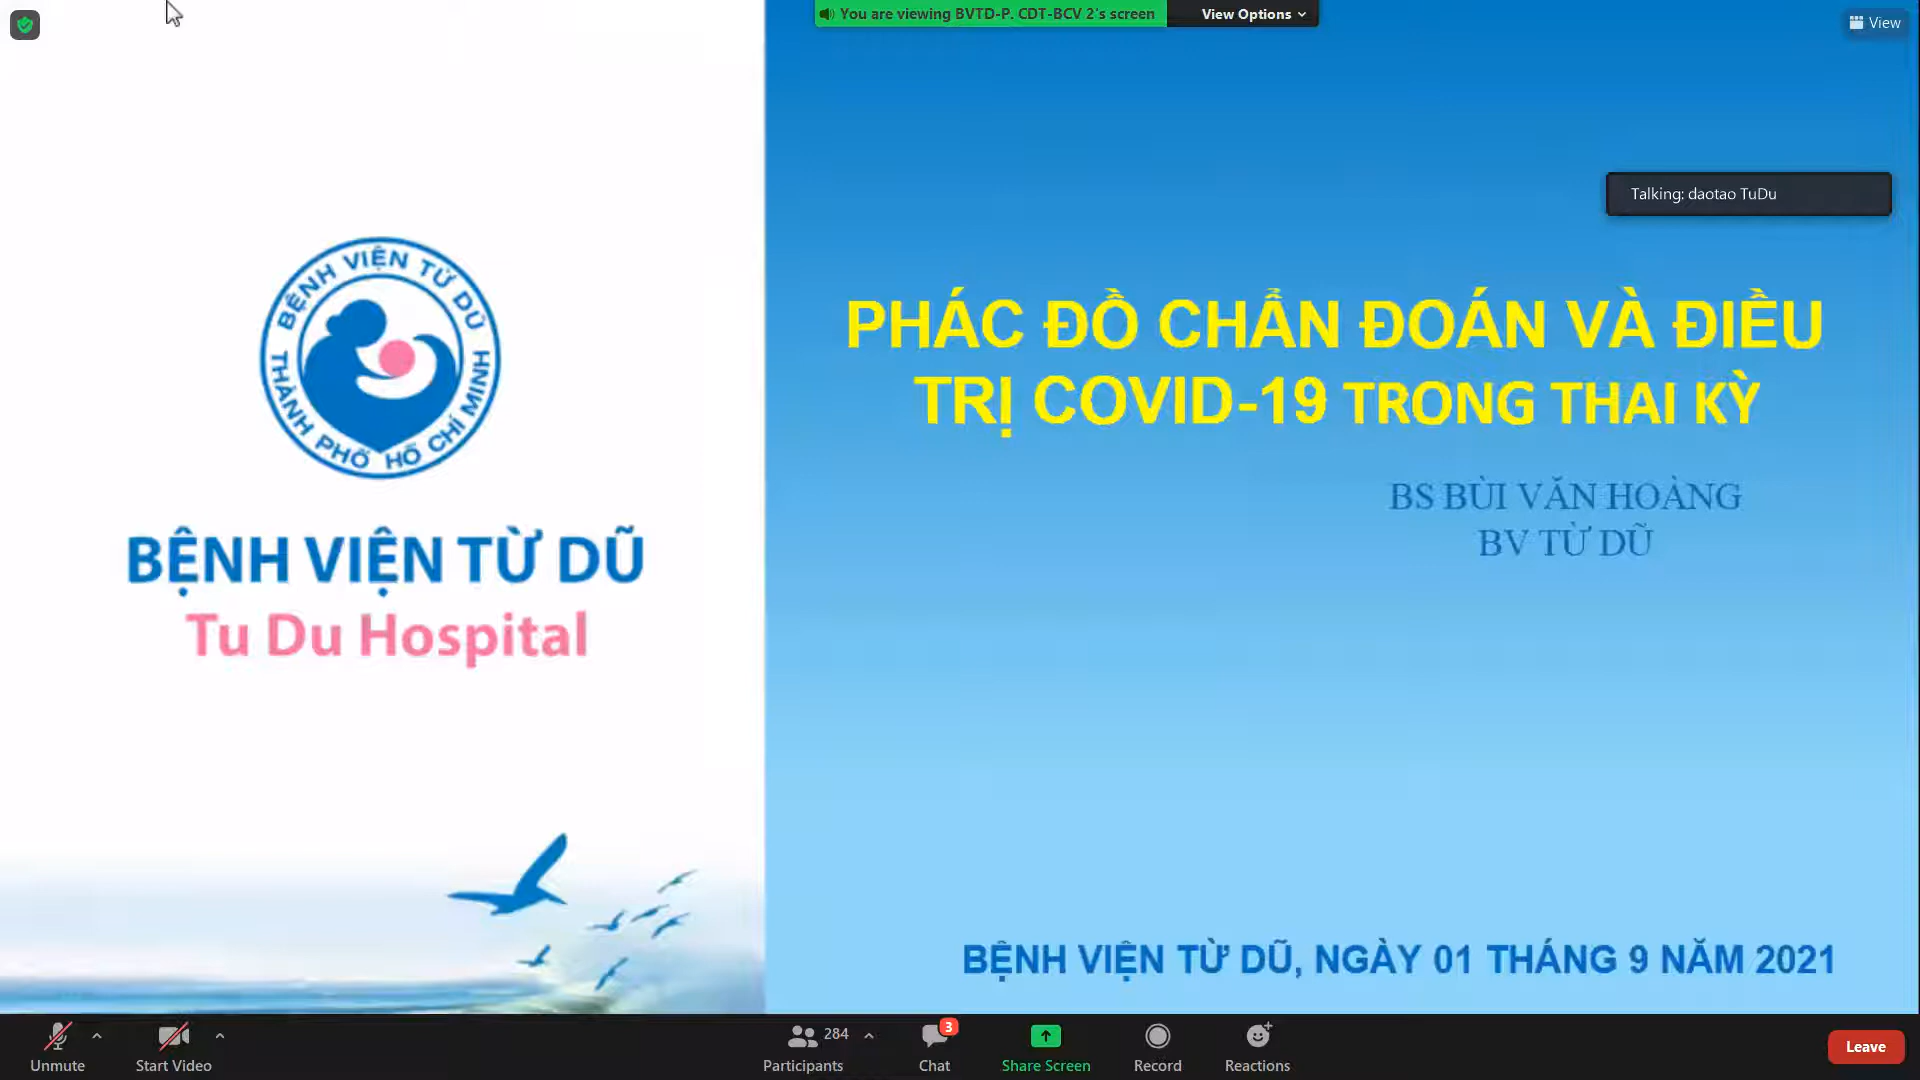 You are viewing BVTD-P. CDT-BCV 2's screen
View Options
View
Talking: daotao TuDu
BỆNH VIỆN TỪ DŨ
THÀNH PHỐ HỒ CHÍ MINH
BỆNH VIỆN TỪ DŨ
Tu Du Hospital
PHÁC ĐỒ CHẨN ĐOÁN VÀ ĐIỀU
TRỊ COVID-19 TRONG THAI KỲ
BS BÙI VĂN HOÀNG
BV TỪ DŨ
BỆNH VIỆN TỪ DŨ, NGÀY 01 THÁNG 9 NĂM 2021
Unmute
Start Video
284
Participants
3
Chat
Share Screen
Record
Reactions
Leave